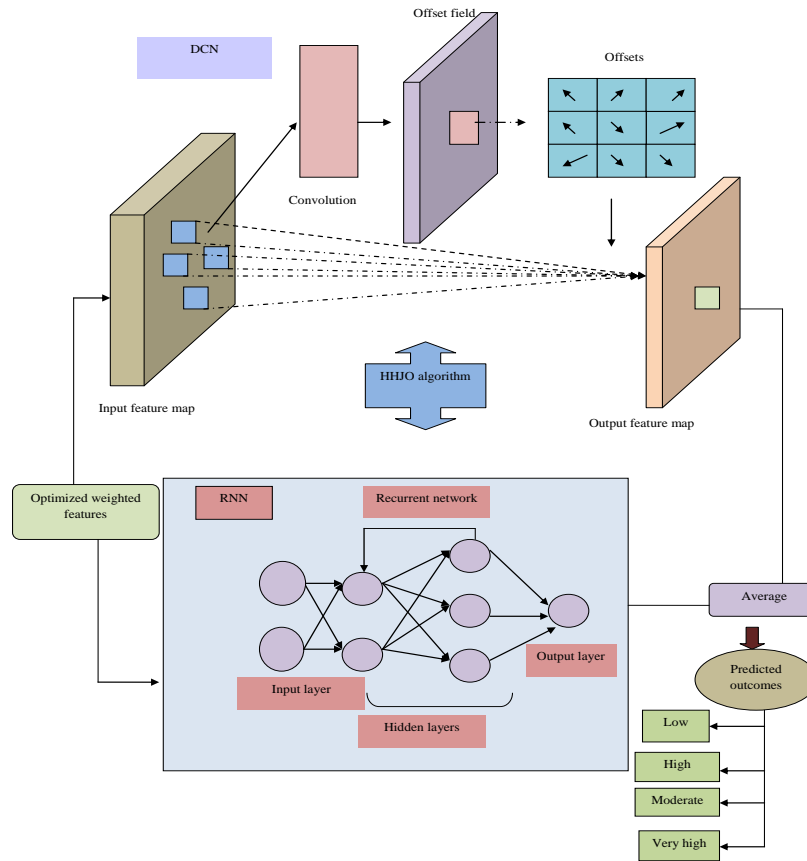 Offset field
DCN
Offsets
Convolution
HHJO algorithm
Input feature map
Output feature map
Optimized weighted
features
RNN
Recurrent network
Average
Input layer
Output layer
Predicted
outcomes
Hidden layers
Low
High
Moderate
Very high